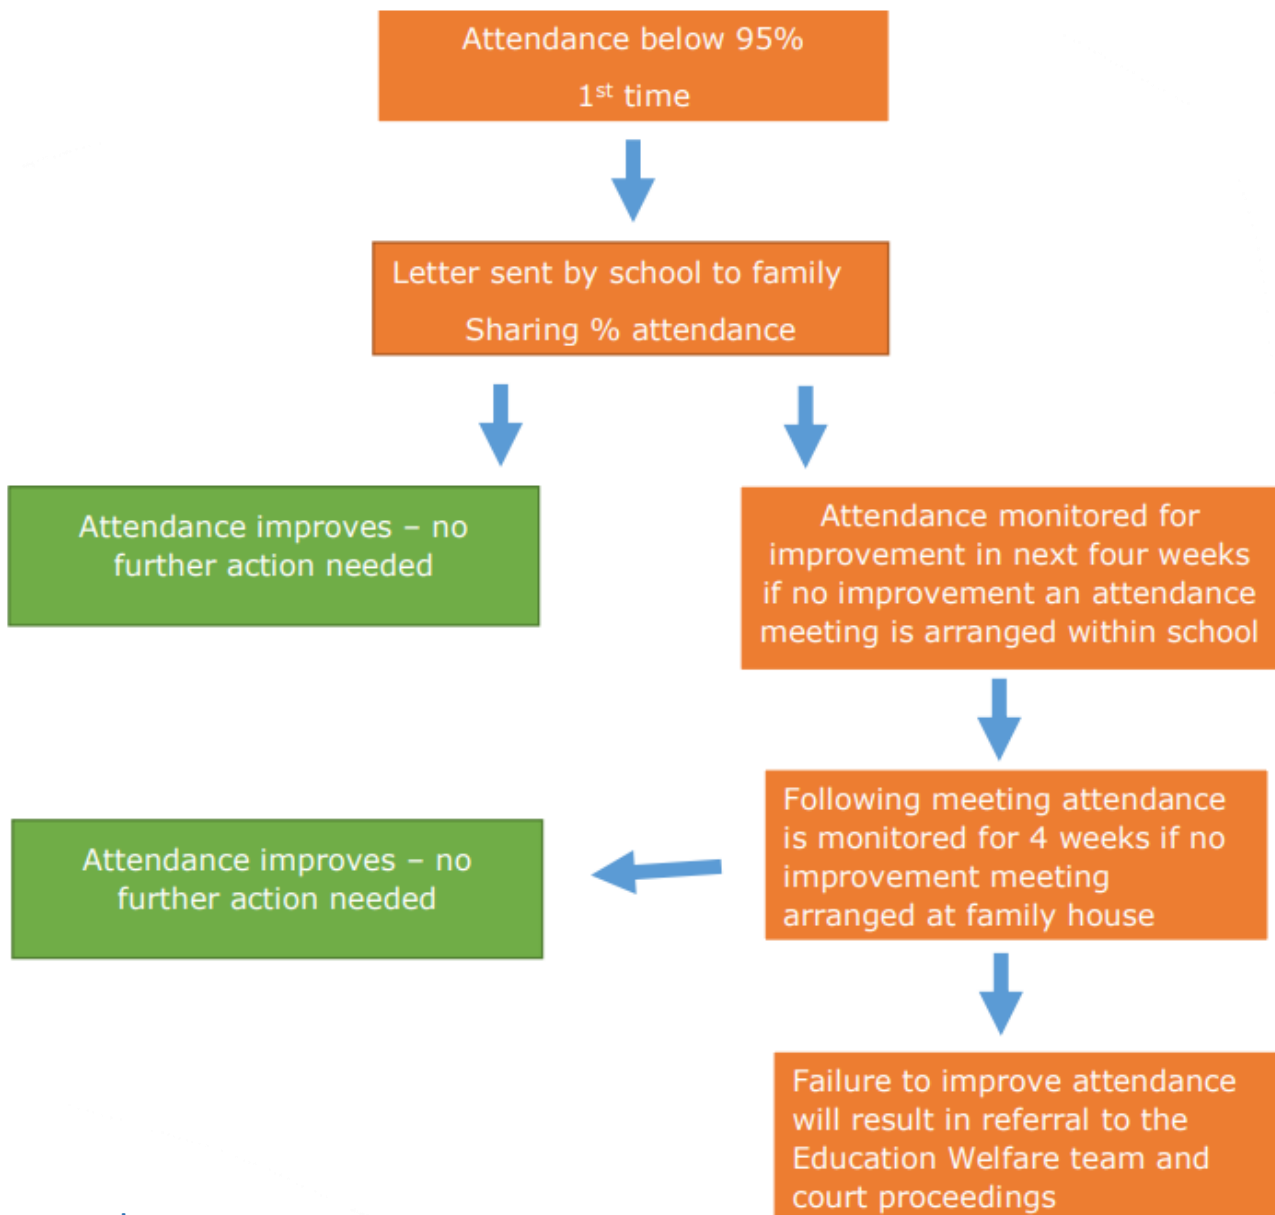 Attendance below 95%
1st time
Letter sent by school to family
Sharing % attendance
Attendance improves – no
further action needed
Attendance monitored for
improvement in next four weeks
if no improvement an attendance
meeting is arranged within school
Following meeting attendance
is monitored for 4 weeks if no
improvement meeting
arranged at family house
Attendance improves – no
further action needed
Failure to improve attendance
will result in referral to the
Education Welfare team and
court proceedings